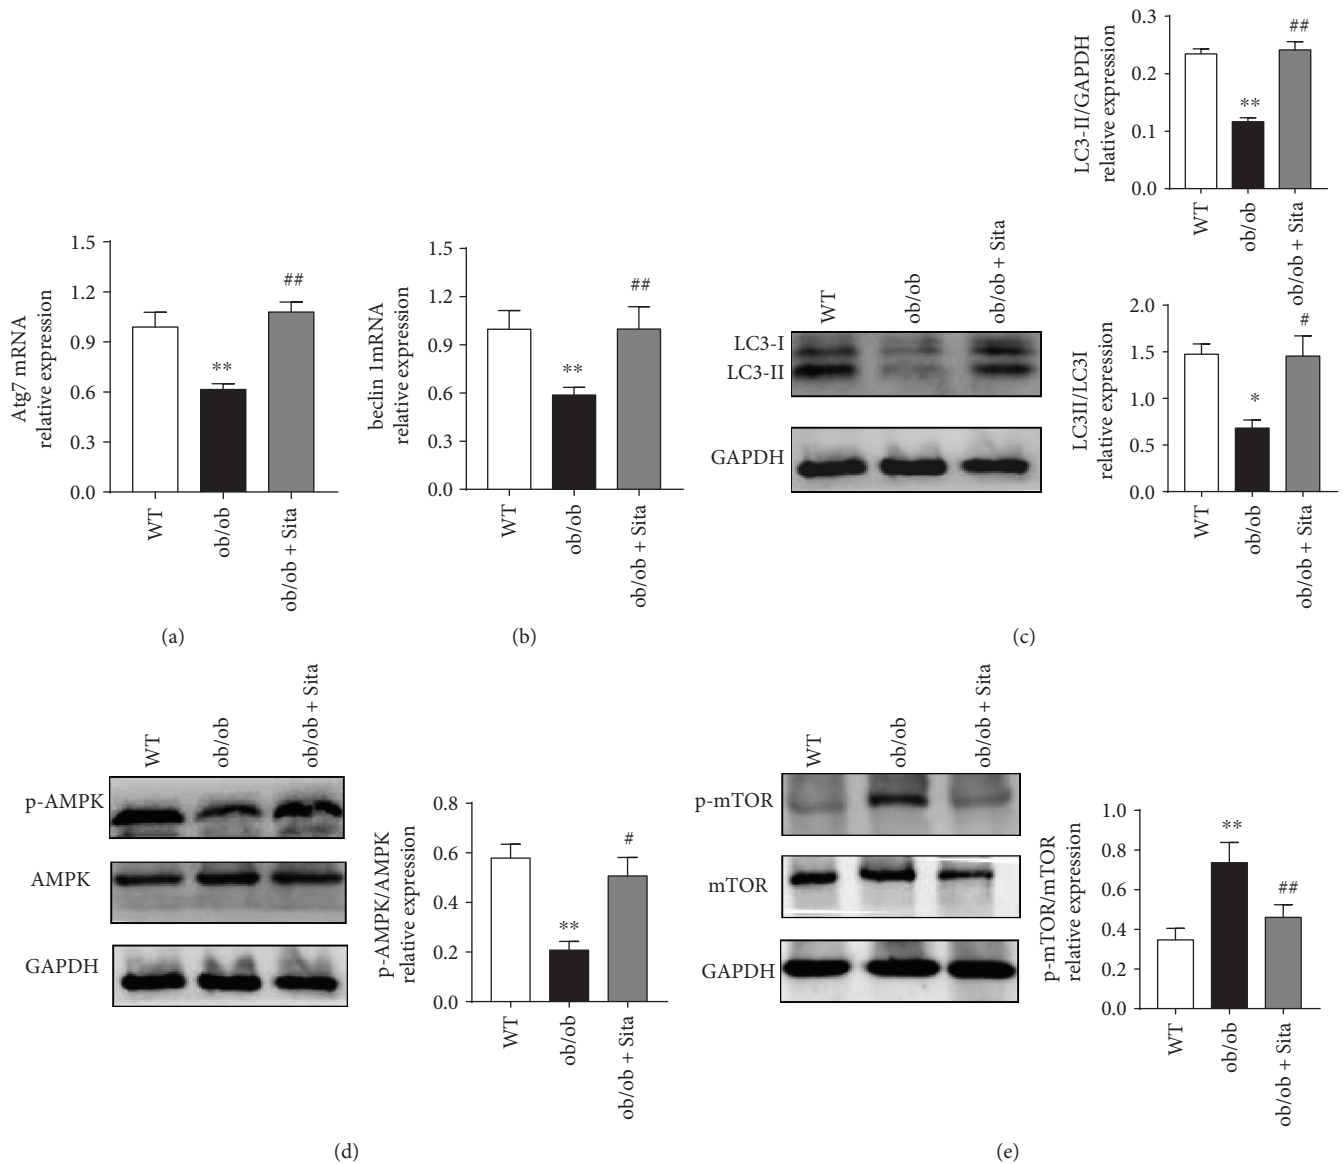 Atg7 mRNA
relative expression
1.5
1.2
0.9
0.6
0.3
0.0
**
##
WT
ob/ob
ob/ob + Sita
(a)
beclin 1mRNA
relative expression
1.5
1.2
0.9
0.6
0.3
0.0
**
##
WT
ob/ob
ob/ob + Sita
(b)
WT
ob/ob
ob/ob + Sita
LC3-I
LC3-II
GAPDH
LC3-II/GAPDH
relative expression
0.3
0.2
0.1
0.0
**
##
WT
ob/ob
ob/ob + Sita
LC3II/LC3I
relative expression
2.0
1.5
1.0
0.5
0.0
*
#
WT
ob/ob
ob/ob + Sita
(c)
WT
ob/ob
ob/ob + Sita
p-AMPK
AMPK
GAPDH
p-AMPK/AMPK
relative expression
0.8
0.6
0.4
0.2
0.0
**
#
WT
ob/ob
ob/ob + Sita
(d)
WT
ob/ob
ob/ob + Sita
p-mTOR
mTOR
GAPDH
p-mTOR/mTOR
relative expression
1.0
0.8
0.6
0.4
0.2
0.0
**
##
WT
ob/ob
ob/ob + Sita
(e)